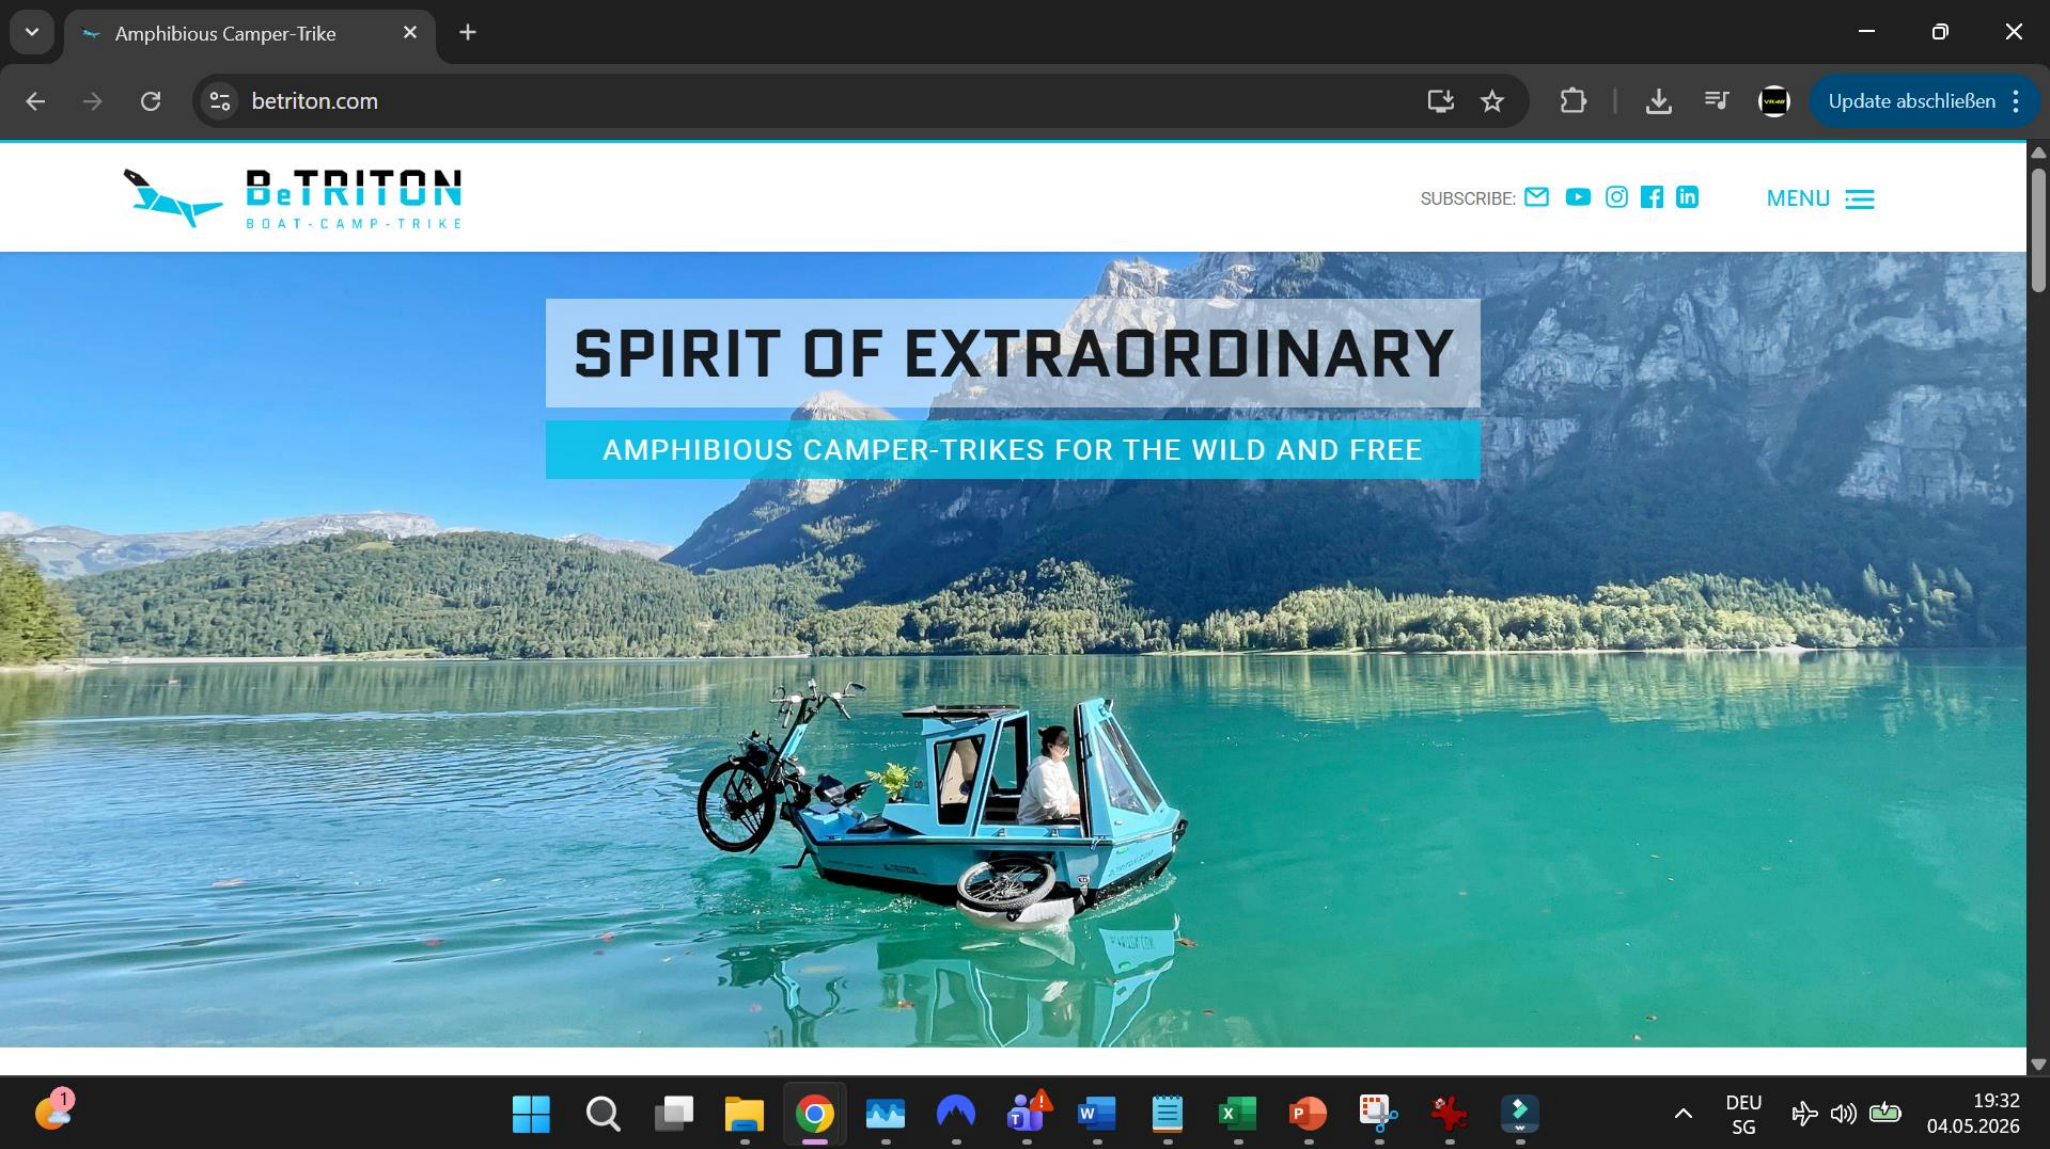 Amphibious Camper-Trike
betriton.com
Update abschließen
BeTRITON
BOAT-CAMP-TRIKE
SUBSCRIBE:
MENU
SPIRIT OF EXTRAORDINARY
AMPHIBIOUS CAMPER-TRIKES FOR THE WILD AND FREE
1
DEU
SG
19:32
04.05.2026